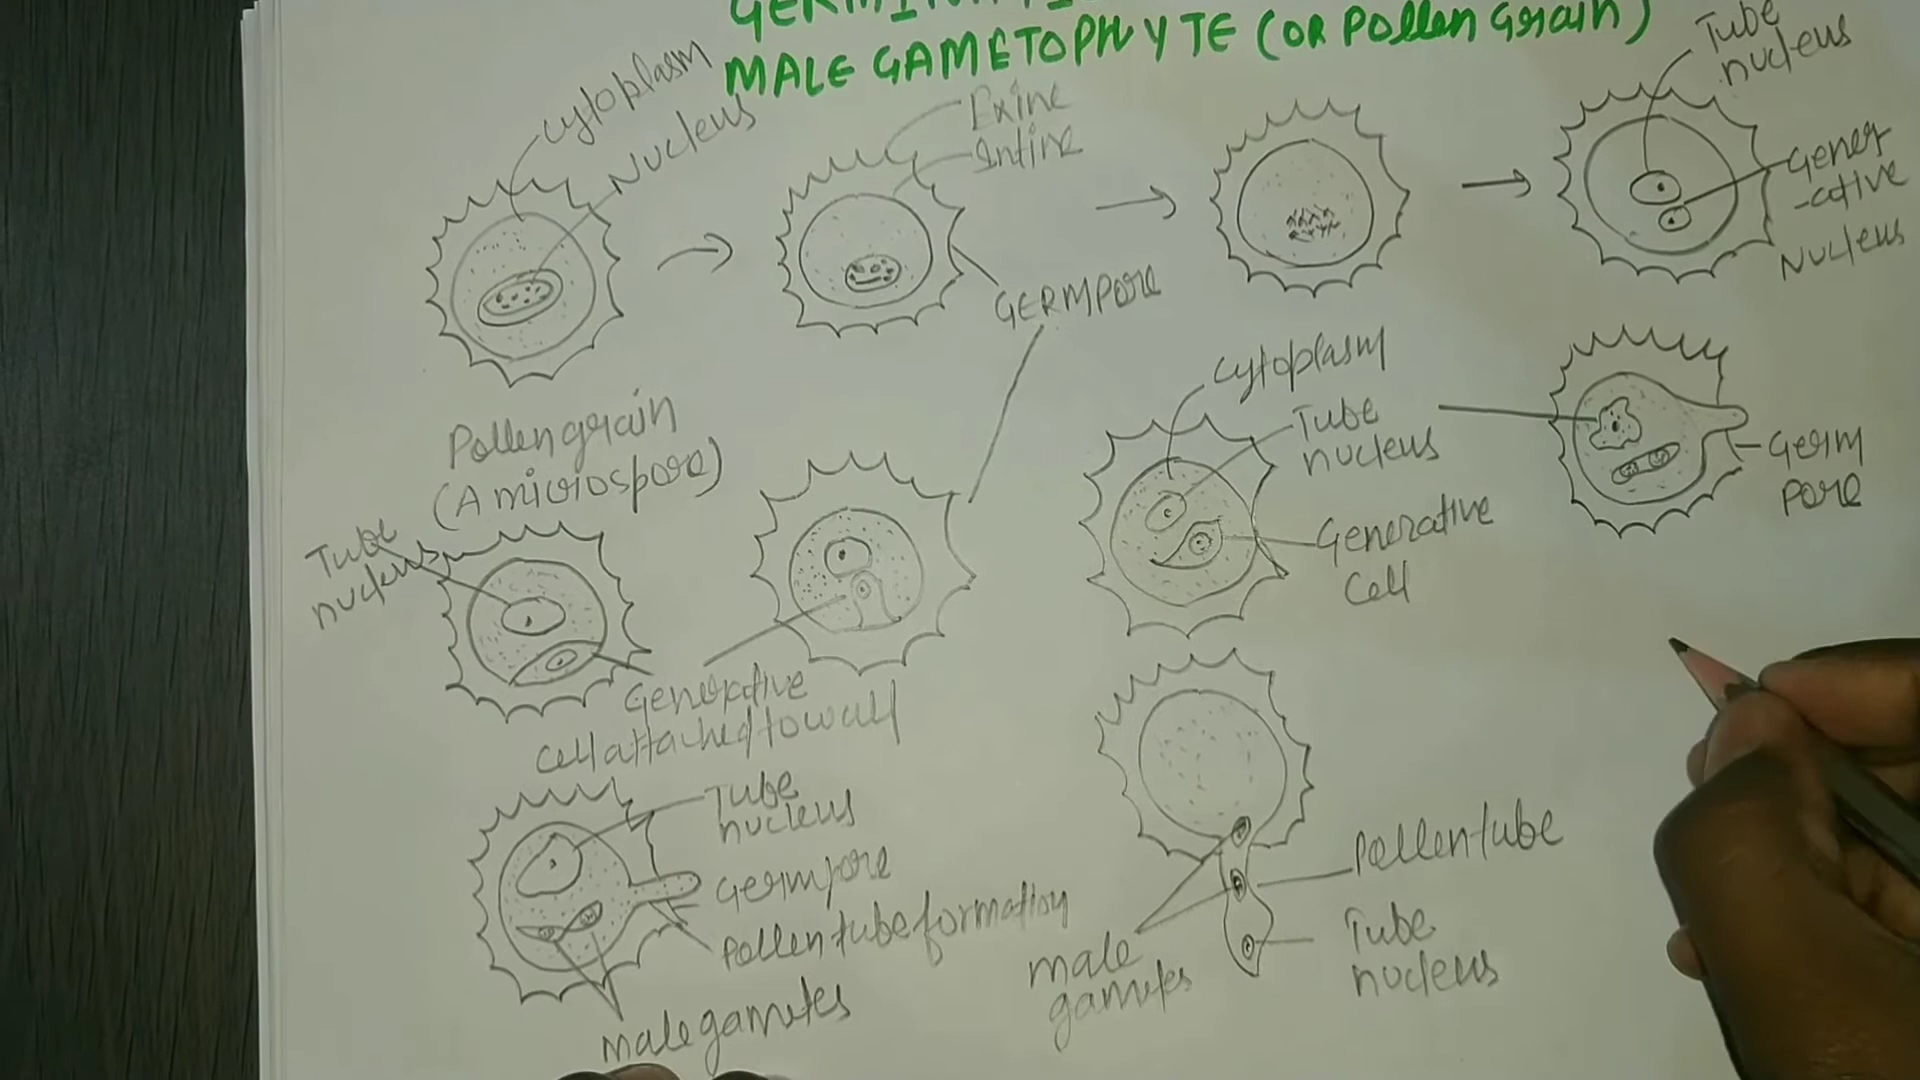 MALE GAMETOPHYTE (OR Pollen Grain)
Cytoplasm
Nucleus
Exine
Intine
GERMPORE
Tube
nucleus
Gener
-ative
Nucleus
Pollengrain
(A microspore)
Cytoplasm
Tube
nucleus
Generative
Cell
Germ
pore
Tube
nucleus
Generative
cell attached to wall
Tube
nucleus
Germpore
Pollen tube formation
male gametes
Pollen tube
male
gametes
Tube
nucleus